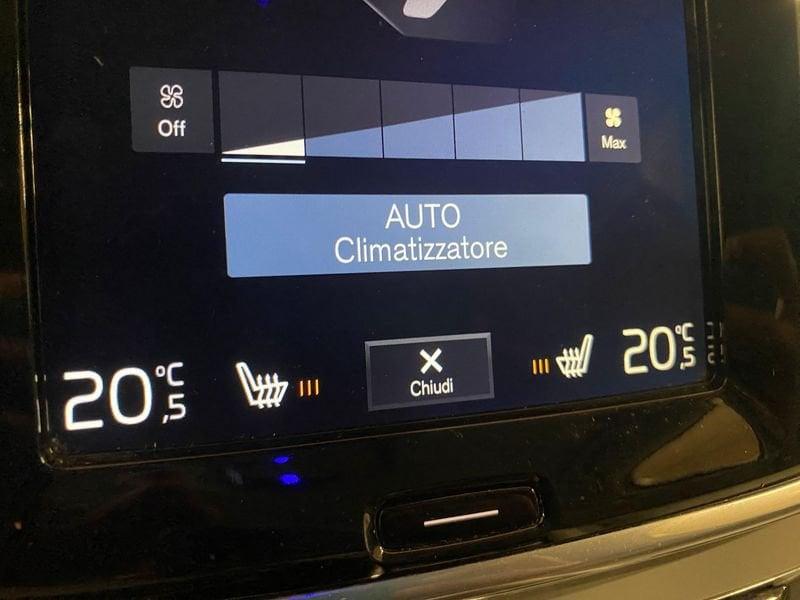 Off
Max
AUTO
Climatizzatore
20,5 °C
Chiudi
20,5 °C